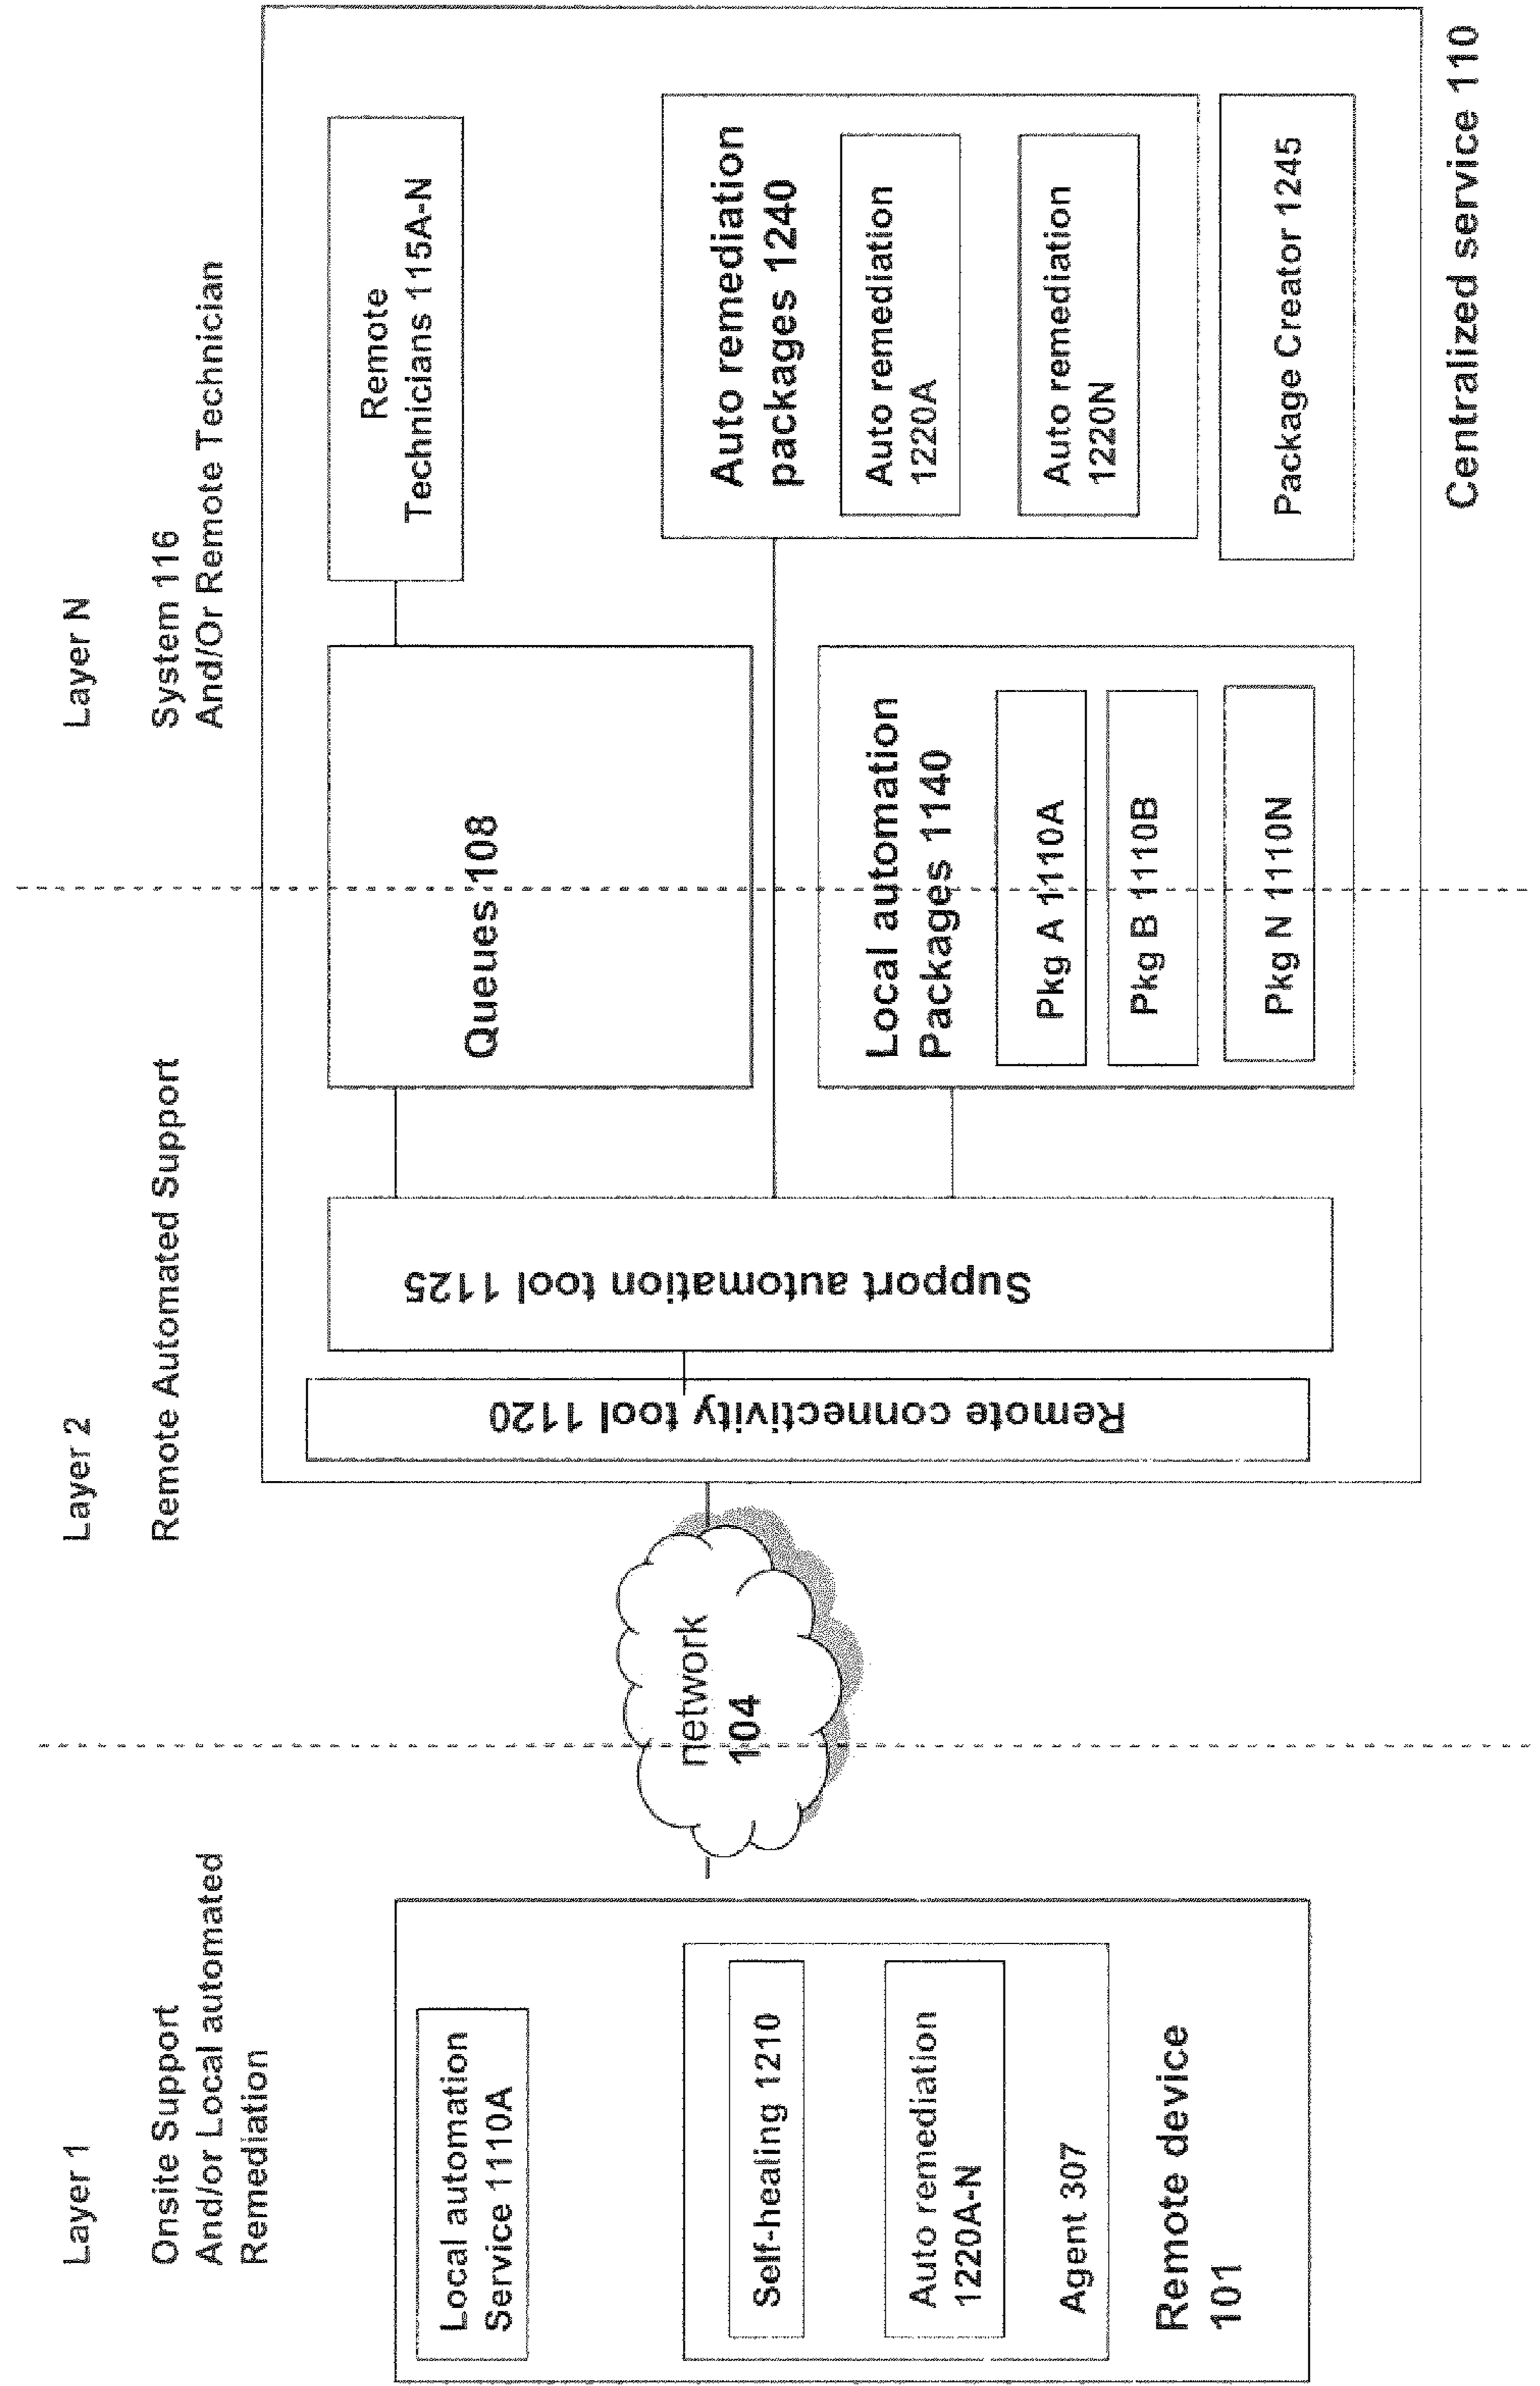 Layer 1
Onsite Support
And/or Local automated
Remediation
Layer 2
Remote Automated Support
Layer N
System 116
And/Or Remote Technician
Local automation
Service 1110A
Self-healing 1210
Auto remediation
1220A-N
Agent 307
Remote device
101
network
104
Remote connectivity tool 1120
Support automation tool 1125
Queues 108
Local automation
Packages 1140
Pkg A 1110A
Pkg B 1110B
Pkg N 1110N
Remote
Technicians 115A-N
Auto remediation
packages 1240
Auto remediation
1220A
Auto remediation
1220N
Package Creator 1245
Centralized service 110